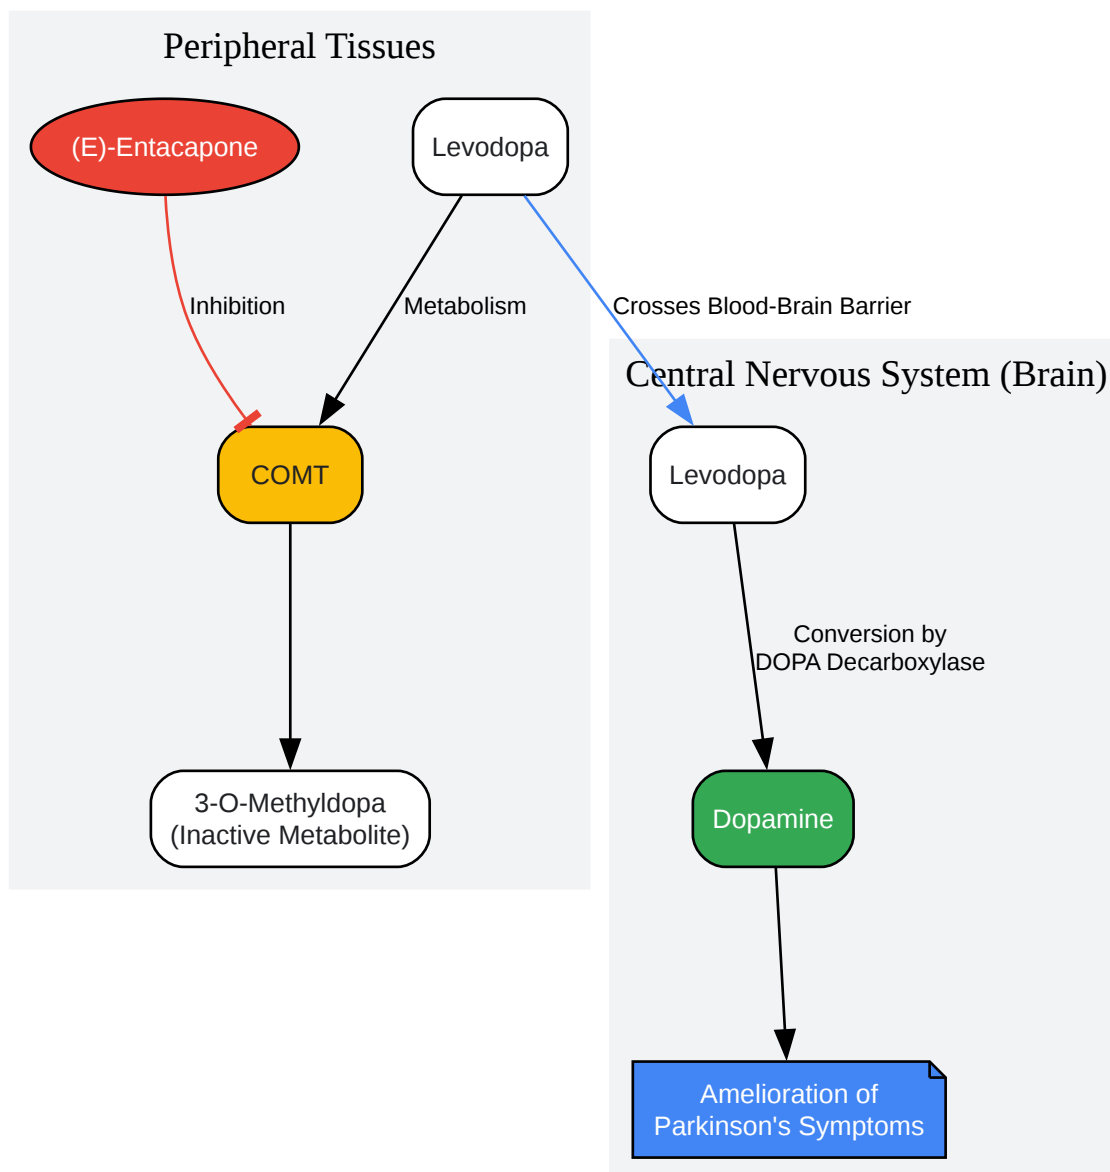 Peripheral Tissues
(E)-Entacapone
Levodopa
Inhibition
Metabolism
Crosses Blood-Brain Barrier
Central Nervous System (Brain)
COMT
Levodopa
Conversion by
DOPA Decarboxylase
3-O-Methyldopa
(Inactive Metabolite)
Dopamine
Amelioration of
Parkinson's Symptoms